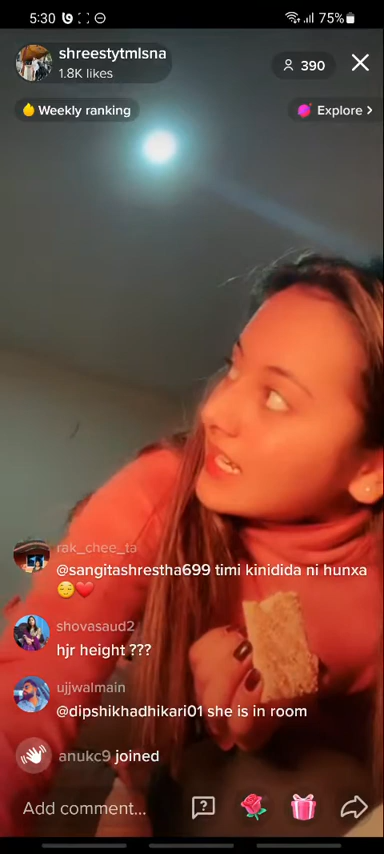 5:30
75%
shreestytmlsna
1.8K likes
390
Weekly ranking
Explore >
rak_chee_ta
@sangitashrestha699 timi kinidida ni hunxa
😌❤️
shovasaud2
hjr height ???
ujjwalmain
@dipshikhadhikari01 she is in room
anukc9 joined
Add comment...